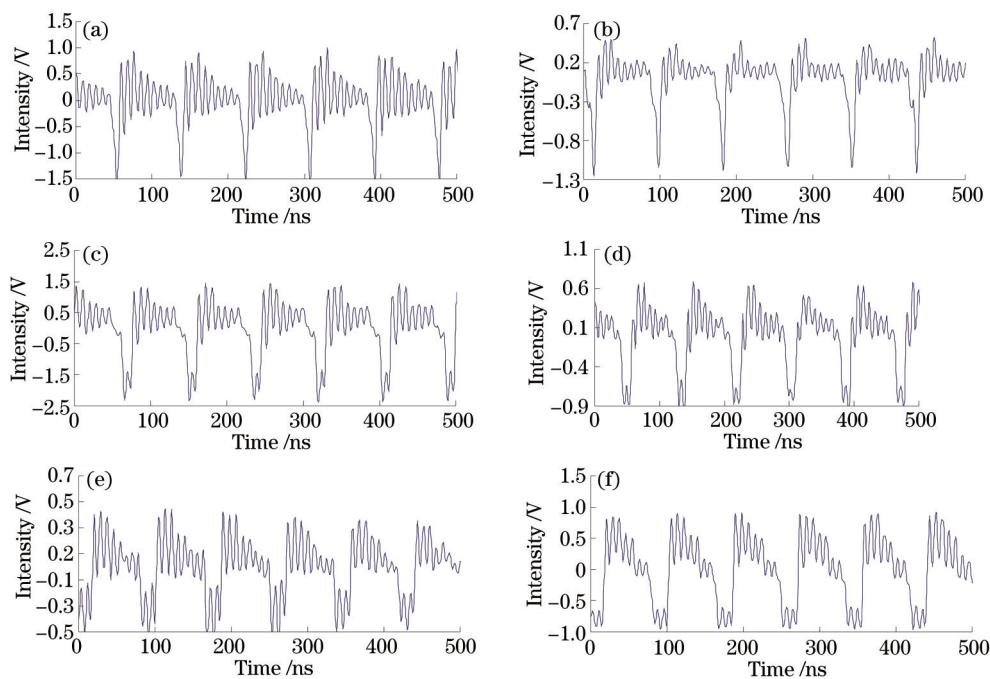 (a)
Intensity /V
1.5
1.0
0.5
0
−0.5
−1.0
−1.5
0 100 200 300 400 500
Time /ns
(b)
Intensity /V
0.7
0.2
−0.3
−0.8
−1.3
0 100 200 300 400 500
Time /ns
(c)
Intensity /V
2.5
1.5
0.5
−0.5
−1.5
−2.5
0 100 200 300 400 500
Time /ns
(d)
Intensity /V
1.1
0.6
0.1
−0.4
−0.9
0 100 200 300 400 500
Time /ns
(e)
Intensity /V
0.7
0.5
0.3
0.2
−0.1
−0.3
−0.5
0 100 200 300 400 500
Time /ns
(f)
Intensity /V
1.5
1.0
0.5
0
−0.5
−1.0
0 100 200 300 400 500
Time /ns